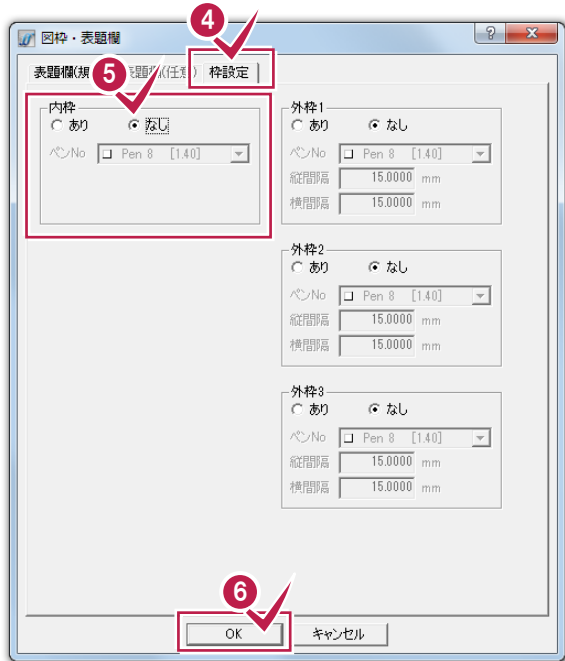 4
図枠・表題欄
?
X
5
表題欄(規 表題欄(任意) 枠設定
内枠
あり なし
ペンNo Pen 8 [1.40]
外枠1
あり なし
ペンNo Pen 8 [1.40]
縦間隔 15.0000 mm
横間隔 15.0000 mm
外枠2
あり なし
ペンNo Pen 8 [1.40]
縦間隔 15.0000 mm
横間隔 15.0000 mm
外枠3
あり なし
ペンNo Pen 8 [1.40]
縦間隔 15.0000 mm
横間隔 15.0000 mm
6
OK キャンセル